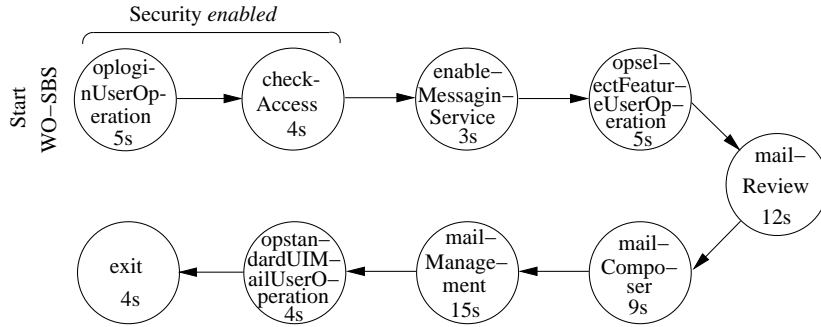 Security enabled
Start
WO–SBS
oplogi–
nUserOp–
eration
5s
check–
Access
4s
enable–
Messagin–
Service
3s
opsel–
ectFeatur–
eUserOp–
eration
5s
mail–
Review
12s
mail–
Compo–
ser
9s
mail–
Manage–
ment
15s
opstan–
dardUIM–
ailUserO–
peration
4s
exit
4s